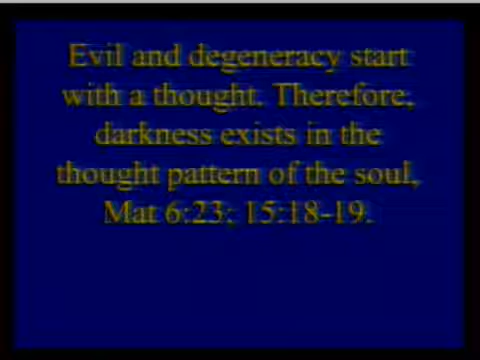 Evil and degeneracy start
with a thought. Therefore,
darkness exists in the
thought pattern of the soul,
Mat 6:23; 15:18-19.